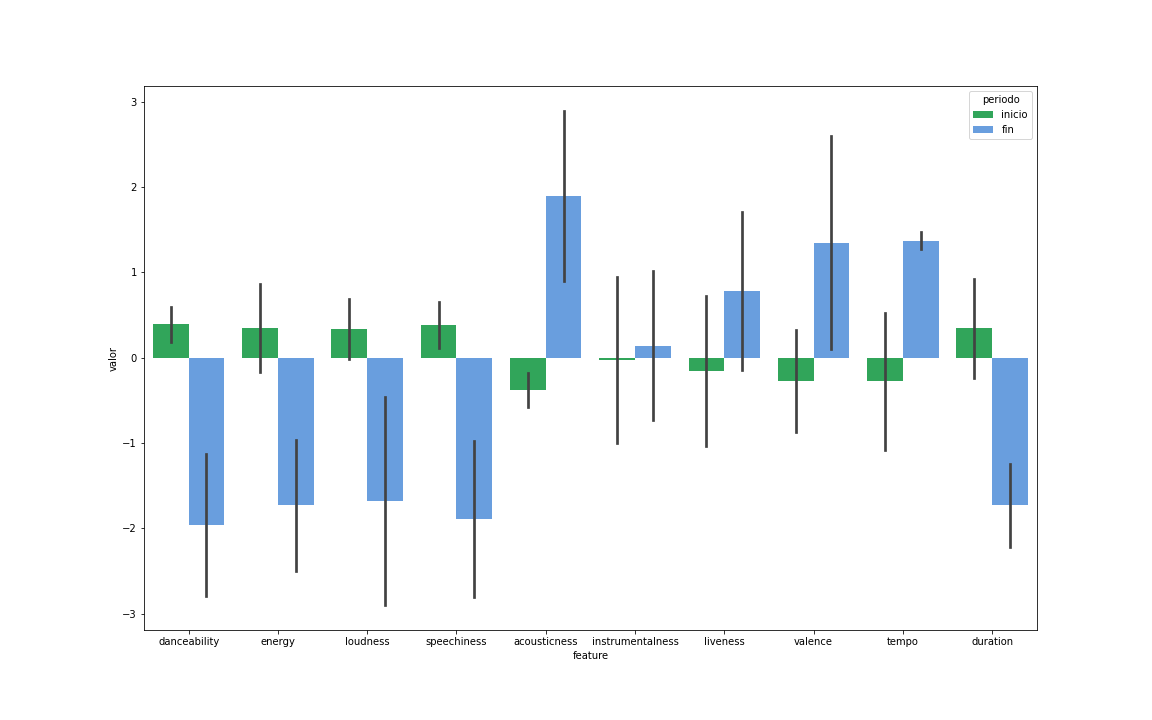 periodo
inicio
fin
3
2
1
0
−1
−2
−3
valor
danceability energy loudness speechiness acousticness instrumentalness liveness valence tempo duration
feature